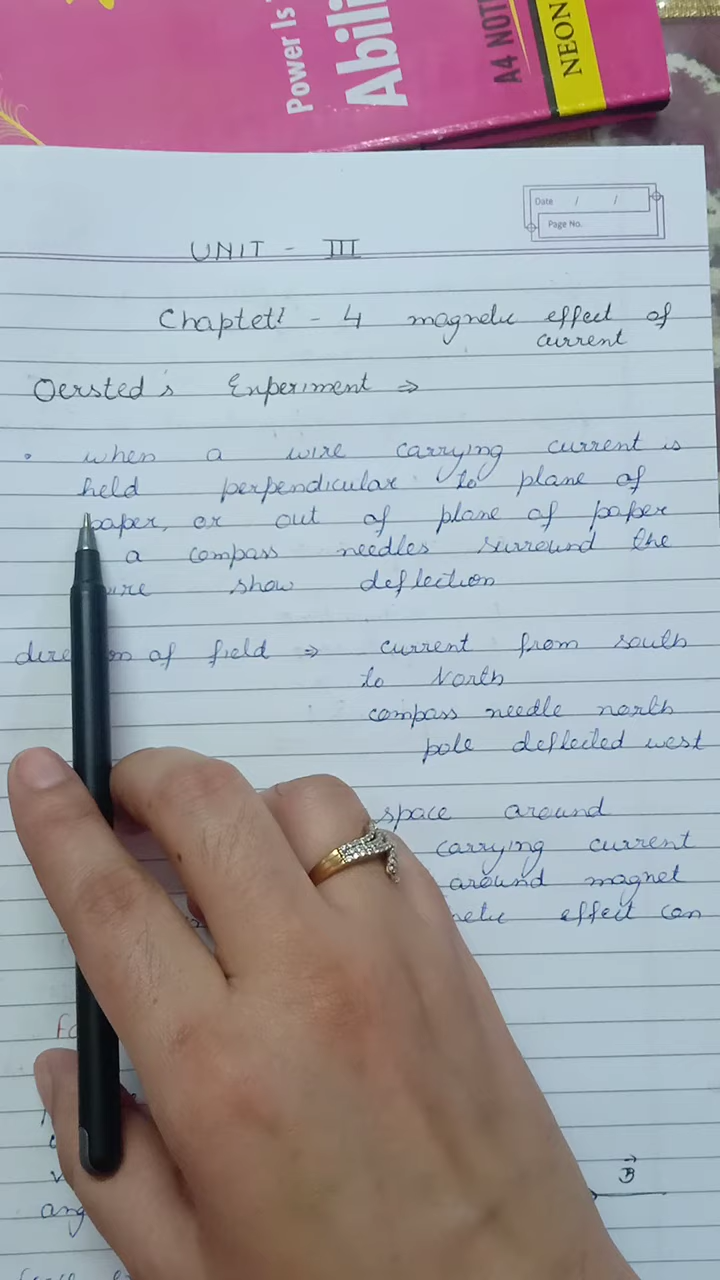 Power Is
Abili
A4 NOT
NEON
Date / /
Page No.
UNIT - III
Chapter - 4 magnetic effect of
current
Oersted's Experiment ⇒
when a wire carrying current is
held perpendicular to plane of
paper, or out of plane of paper
a compass needles surround the
wire show deflection
direction of field ⇒ current from south
to North
compass needle north
pole deflected west
space around
carrying current
around magnet
effect can
B
ang